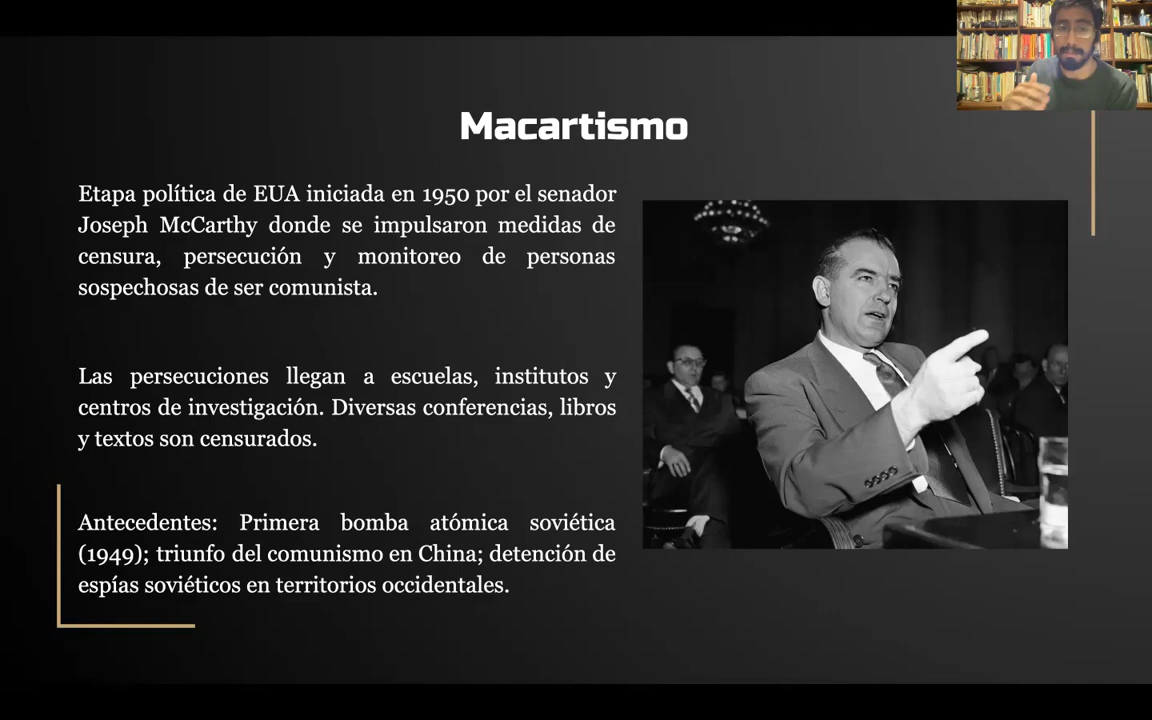 Macartismo
Etapa política de EUA iniciada en 1950 por el senador
Joseph McCarthy donde se impulsaron medidas de
censura, persecución y monitoreo de personas
sospechosas de ser comunista.
Las persecuciones llegan a escuelas, institutos y
centros de investigación. Diversas conferencias, libros
y textos son censurados.
Antecedentes: Primera bomba atómica soviética
(1949); triunfo del comunismo en China; detención de
espías soviéticos en territorios occidentales.